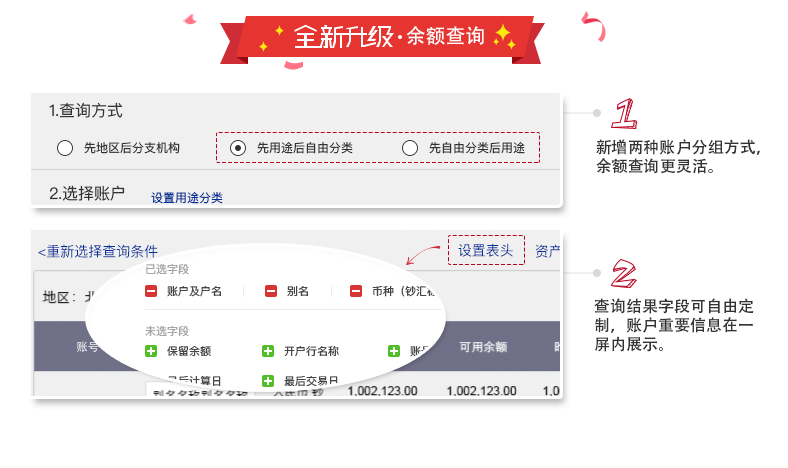 全新升级·余额查询
1.查询方式
先地区后分支机构
先用途后自由分类
先自由分类后用途
2.选择账户
设置用途分类
1
新增两种账户分组方式，
余额查询更灵活。
<重新选择查询条件
设置表头
资产
已选字段
地区：
账户及户名
别名
币种（钞汇
未选字段
账号
保留余额
开户行名称
账
可用余额
最后计算日
最后交易日
人民币 钞
1,002,123.00
1,002,123.00
1,0
2
查询结果字段可自由定
制，账户重要信息在一
屏内展示。